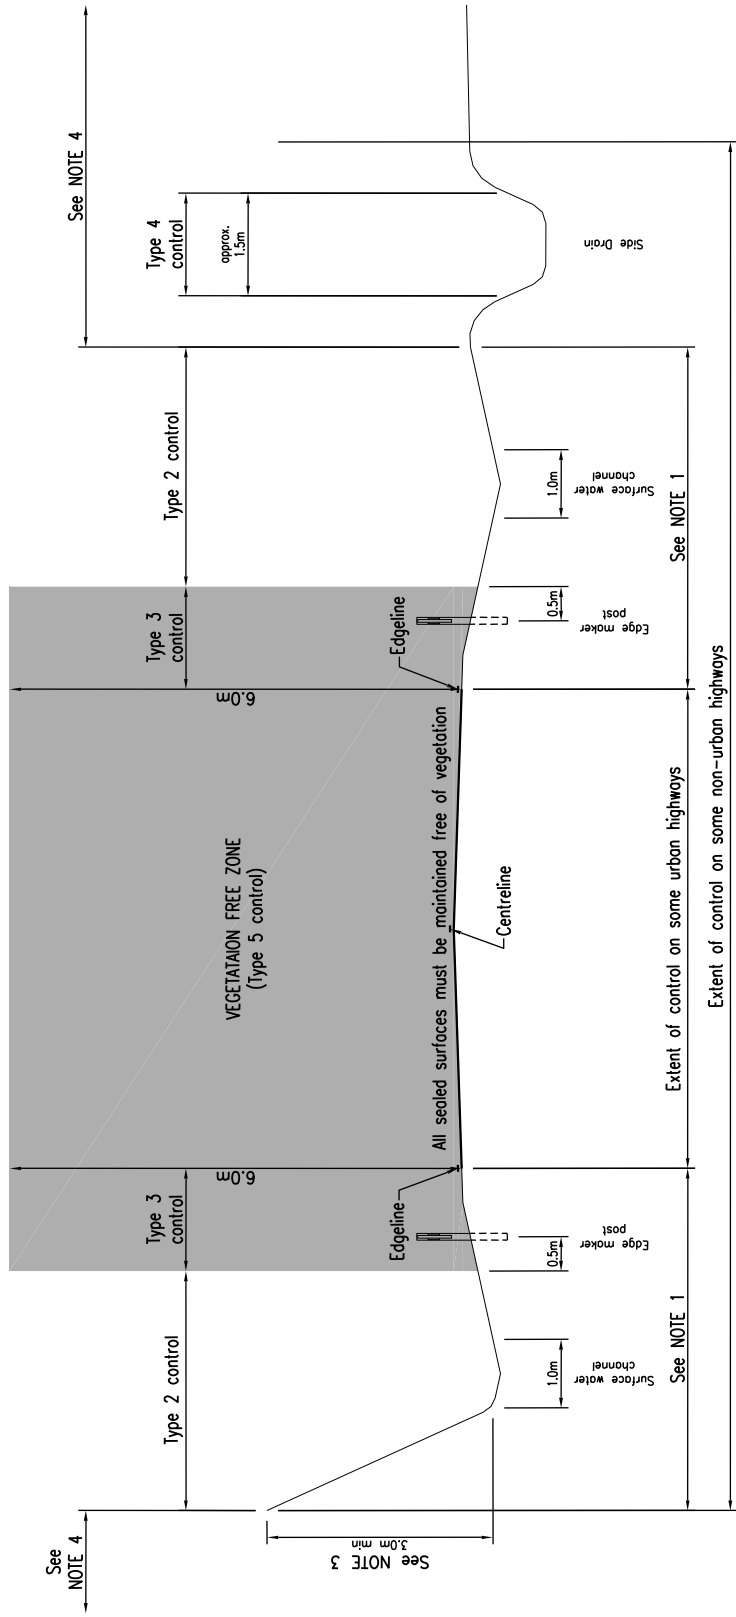 See
NOTE 4
See NOTE 4
Type 2 control
Type 3
control
Type 3
control
Type 2 control
Type 4
control
approx.
1.5m
VEGETATAION FREE ZONE
(Type 5 control)
6.0m
6.0m
See NOTE 3
3.0m min
Edgeline
Edgeline
All sealed surfaces must be maintained free of vegetation
Centreline
1.0m
Surface water
channel
0.5m
Edge maker
post
0.5m
Edge maker
post
1.0m
Surface water
channel
Side Drain
See NOTE 1
Extent of control on some urban highways
See NOTE 1
Extent of control on some non-urban highways